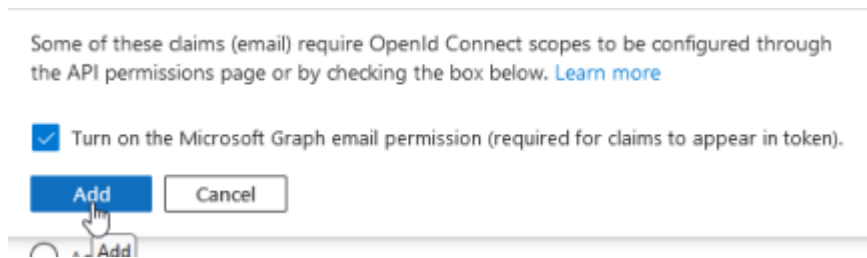 Some of these claims (email) require OpenId Connect scopes to be configured through
the API permissions page or by checking the box below. Learn more
Turn on the Microsoft Graph email permission (required for claims to appear in token).
Add Cancel
Add